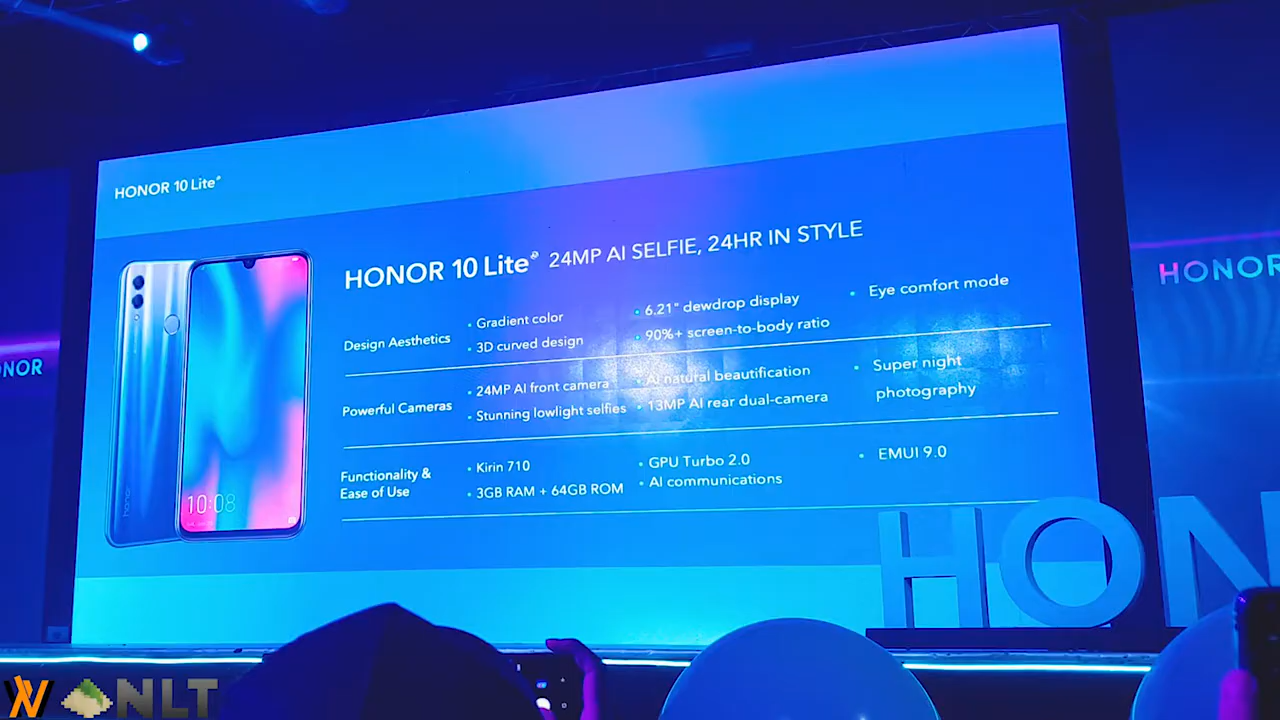 HONOR 10 Lite
HONOR 10 Lite 24MP AI SELFIE, 24HR IN STYLE
Design Aesthetics
• Gradient color
• 3D curved design
• 6.21" dewdrop display
• 90%+ screen-to-body ratio
• Eye comfort mode
Powerful Cameras
• 24MP AI front camera
• Stunning lowlight selfies
• AI natural beautification
• 13MP AI rear dual-camera
• Super night
photography
Functionality &
Ease of Use
• Kirin 710
• 3GB RAM + 64GB ROM
• GPU Turbo 2.0
• AI communications
• EMUI 9.0
honor
10:08
HONOR
ONOR
HON
NLT